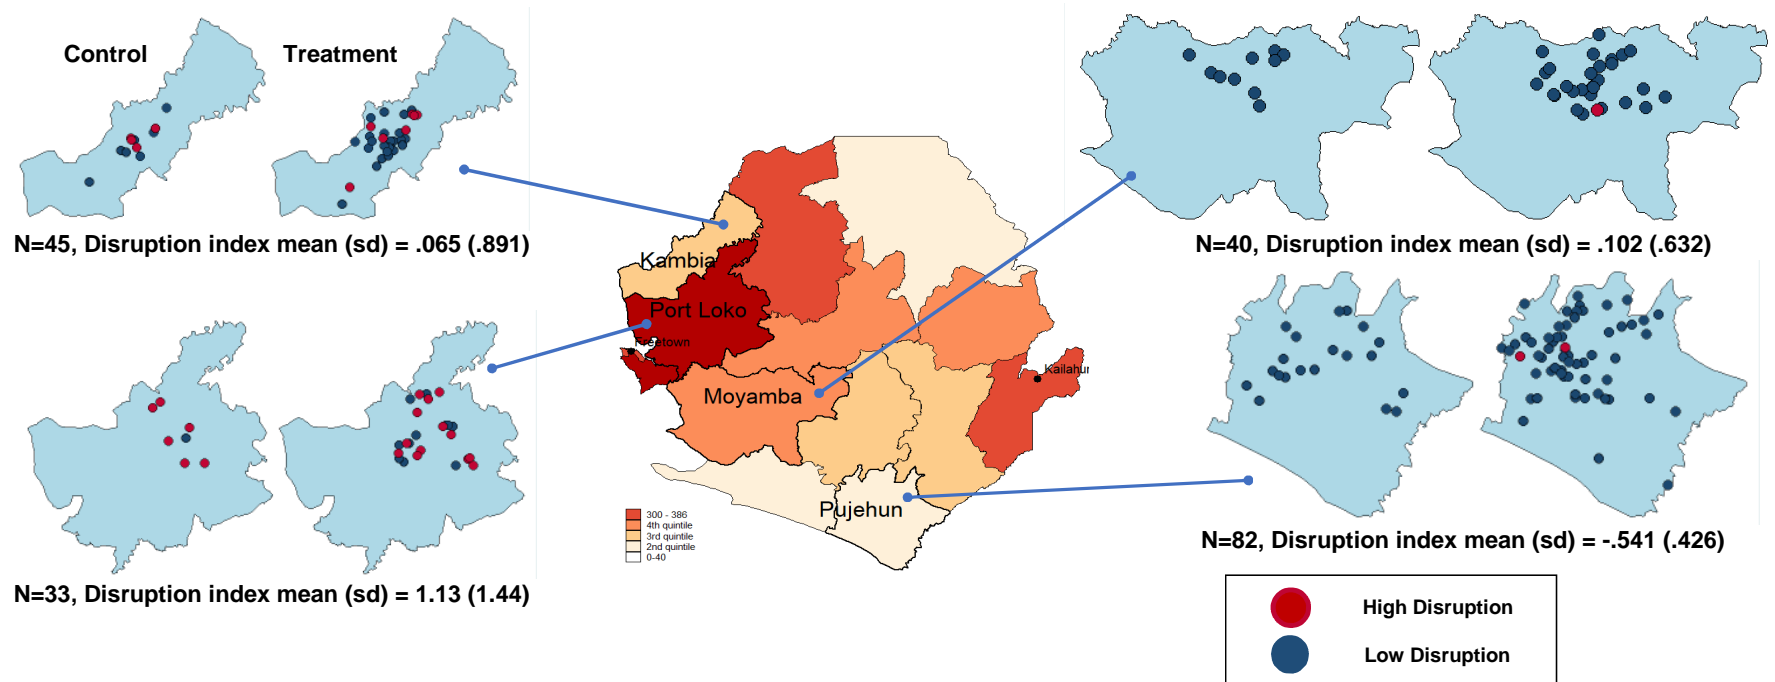 Control
Treatment
N=45, Disruption index mean (sd) = .065 (.891)
N=40, Disruption index mean (sd) = .102 (.632)
Kambia
Port Loko
Freetown
Kailahun
Moyamba
Pujehun
300 - 386
4th quintile
3rd quintile
2nd quintile
0-40
N=33, Disruption index mean (sd) = 1.13 (1.44)
N=82, Disruption index mean (sd) = -.541 (.426)
High Disruption
Low Disruption